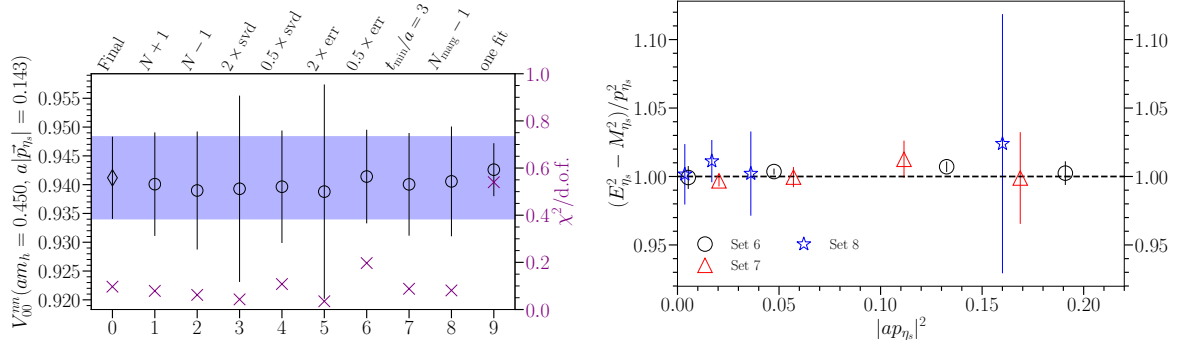 Final N + 1 N − 1 2 × svd 0.5 × svd 2 × err 0.5 × err t_min/a = 3 N_marg − 1 one fit
V_00^nn(am_h = 0.450, a|p⃗_ηs| = 0.143)
0.955
0.950
0.945
0.940
0.935
0.930
0.925
0.920
0 1 2 3 4 5 6 7 8 9
1.0
0.8
0.6
0.4
0.2
0.0
χ²/d.o.f.
(E²_ηs − M²_ηs)/p²_ηs
1.10
1.05
1.00
0.95
1.10
1.05
1.00
0.95
Set 6
Set 7
Set 8
0.00 0.05 0.10 0.15 0.20
|ap_ηs|²